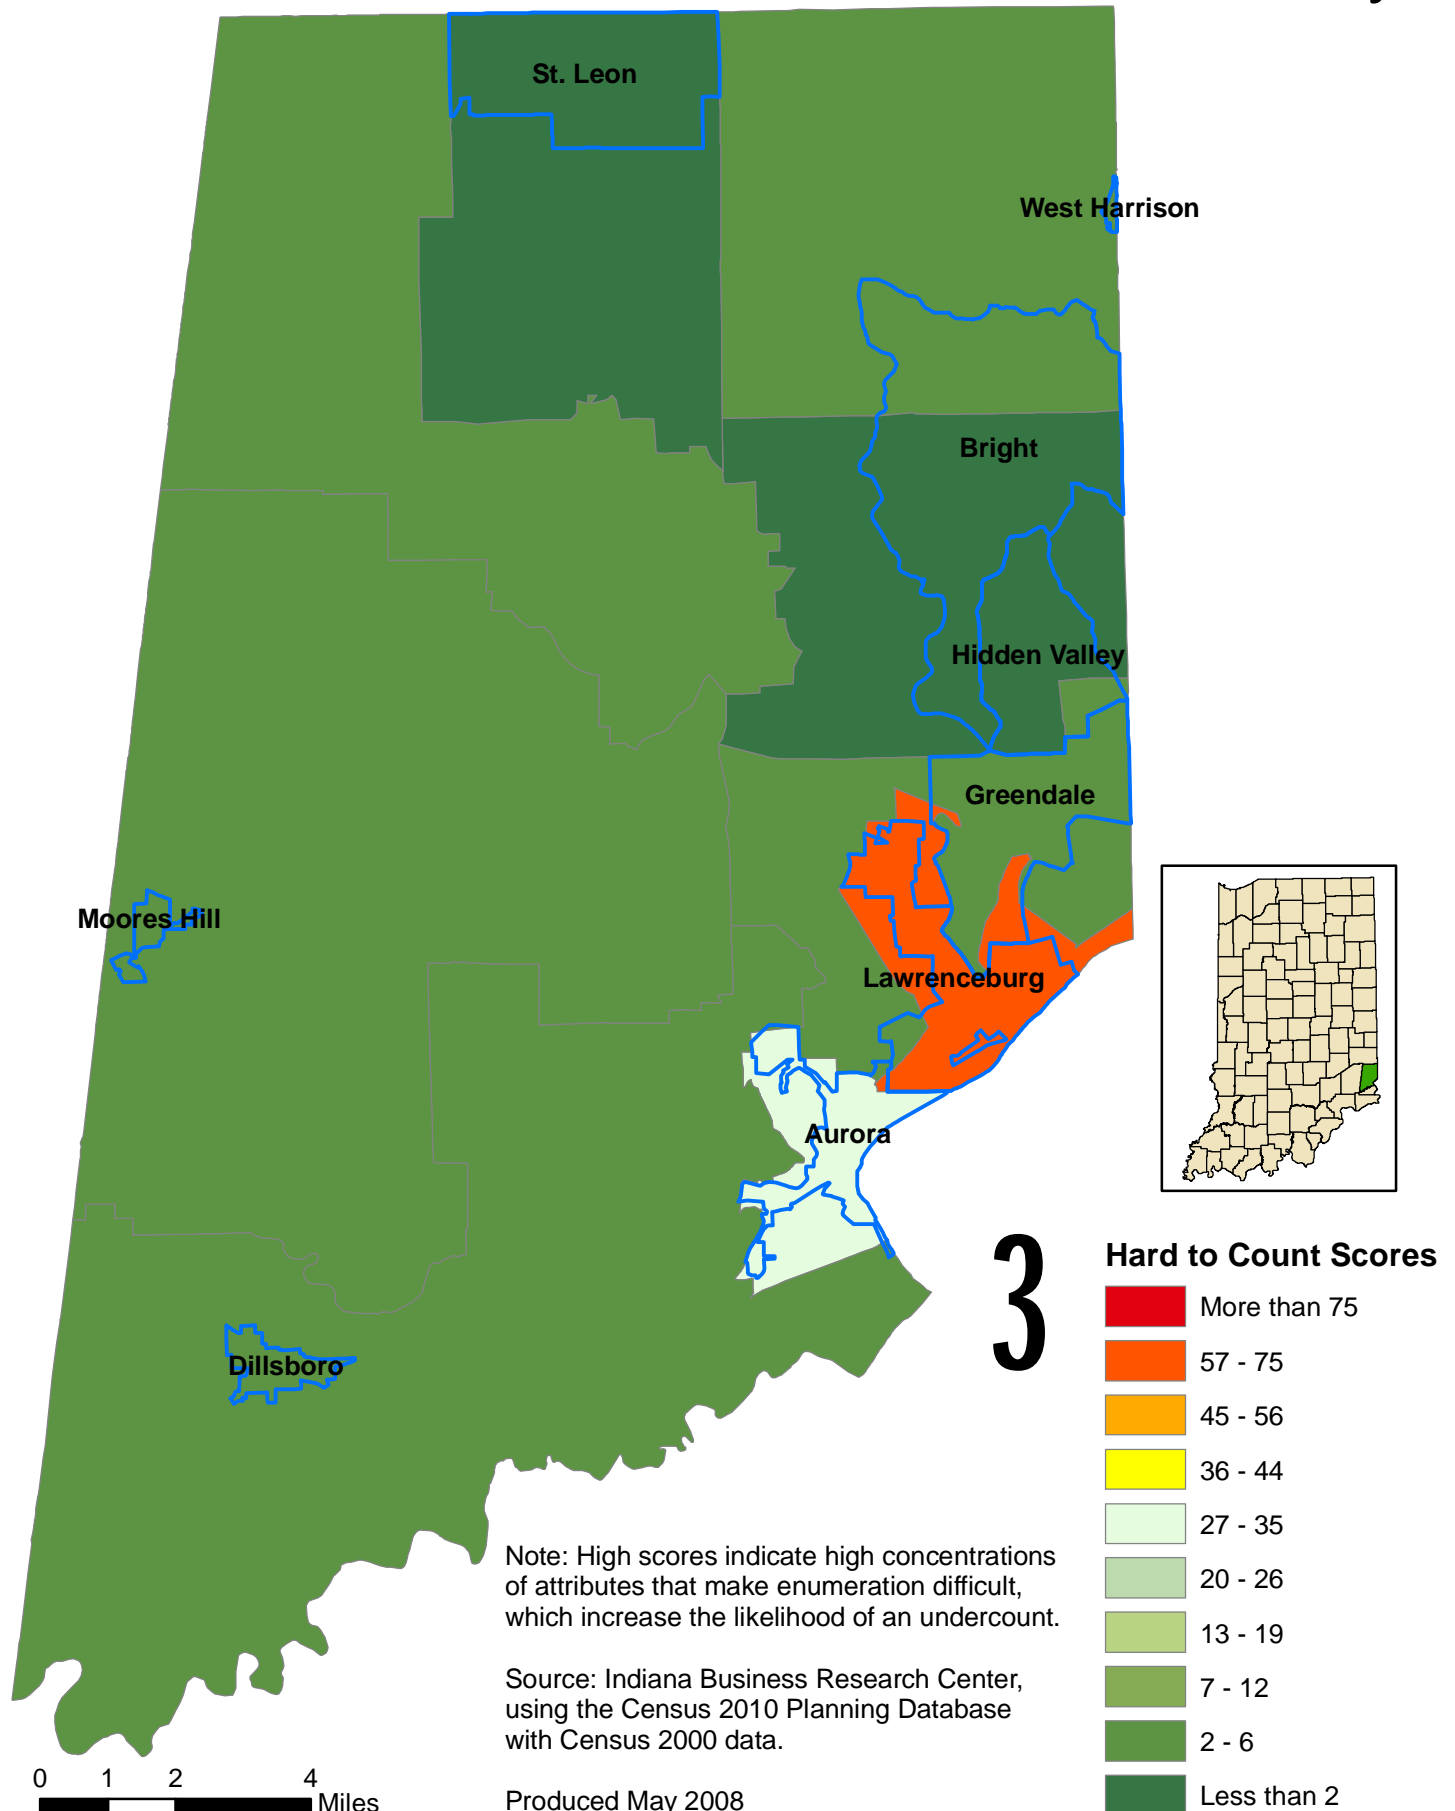 St. Leon
West Harrison
Bright
Hidden Valley
Greendale
Moores Hill
Lawrenceburg
Aurora
Dillsboro
3
Hard to Count Scores
More than 75
57 - 75
45 - 56
36 - 44
27 - 35
20 - 26
13 - 19
7 - 12
2 - 6
Less than 2
Note: High scores indicate high concentrations
of attributes that make enumeration difficult,
which increase the likelihood of an undercount.
Source: Indiana Business Research Center,
using the Census 2010 Planning Database
with Census 2000 data.
Produced May 2008
0 1 2 4
Miles